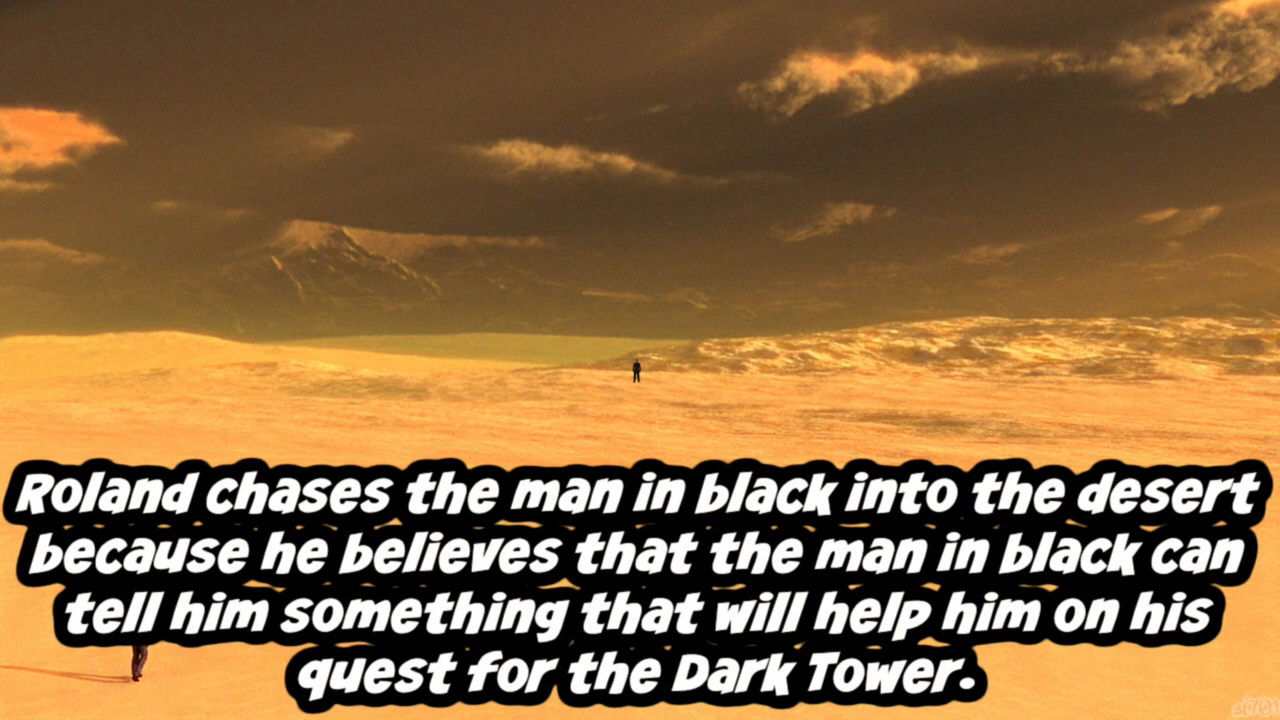 Roland chases the man in black into the desert
because he believes that the man in black can
tell him something that will help him on his
quest for the Dark Tower.